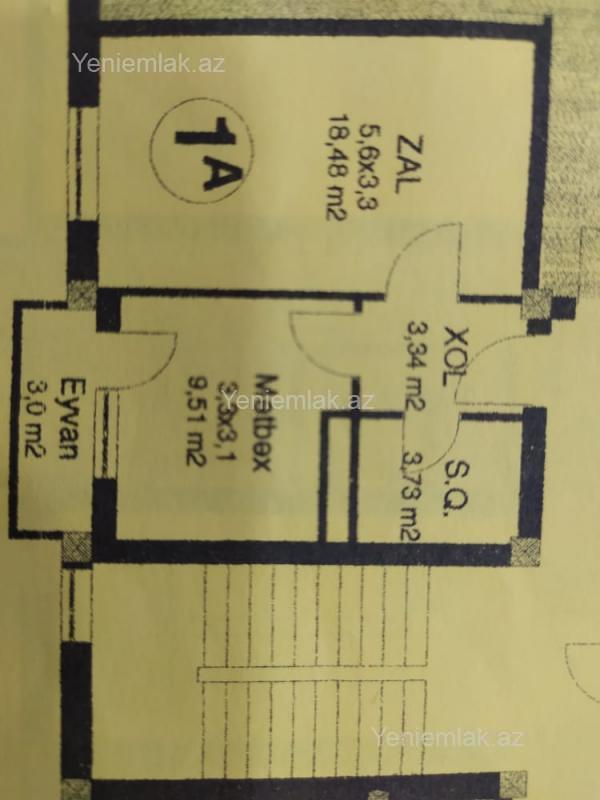 Yeniemlak.az
1A
ZAL
5,6x3,3
18,48 m2
XOL
3,34 m2
Mətbəx
3,3x3,1
9,51 m2
Yeniemlak.az
S.Q.
3,73 m2
Eyvan
3,0 m2
Yeniemlak.az